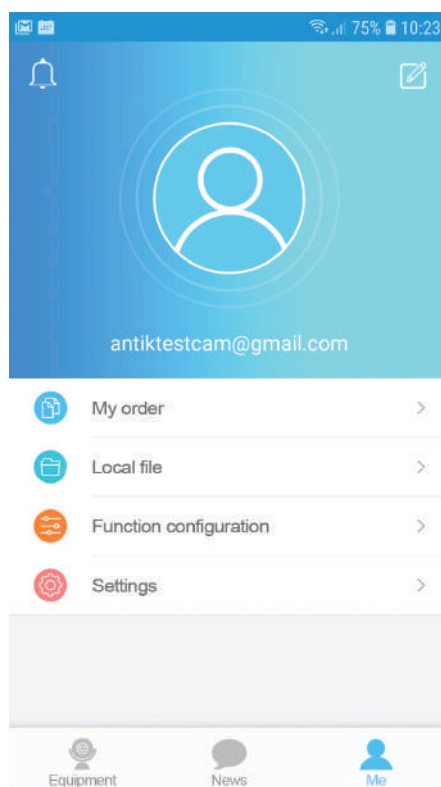 75% 10:23
antiktestcam@gmail.com
My order
Local file
Function configuration
Settings
Equipment News Me